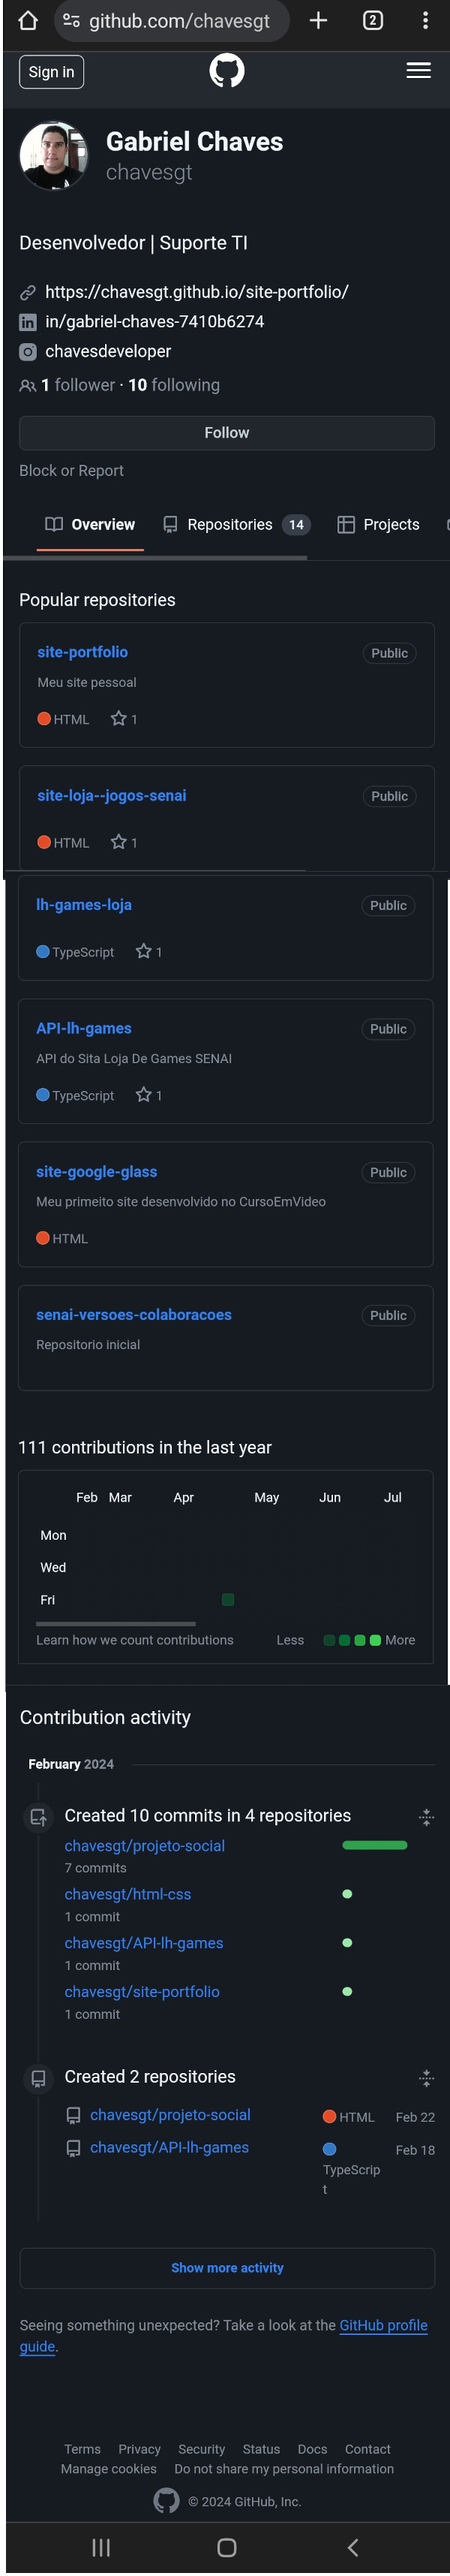 github.com/chavesgt
2
Sign in
Gabriel Chaves
chavesgt
Desenvolvedor | Suporte TI
https://chavesgt.github.io/site-portfolio/
in/gabriel-chaves-7410b6274
chavesdeveloper
1 follower · 10 following
Follow
Block or Report
Overview Repositories 14 Projects
Popular repositories
site-portfolio Public
Meu site pessoal
HTML 1
site-loja--jogos-senai Public
HTML 1
lh-games-loja Public
TypeScript 1
API-lh-games Public
API do Sita Loja De Games SENAI
TypeScript 1
site-google-glass Public
Meu primeito site desenvolvido no CursoEmVideo
HTML
senai-versoes-colaboracoes Public
Repositorio inicial
111 contributions in the last year
Feb Mar Apr May Jun Jul
Mon
Wed
Fri
Learn how we count contributions Less More
Contribution activity
February 2024
Created 10 commits in 4 repositories
chavesgt/projeto-social
7 commits
chavesgt/html-css
1 commit
chavesgt/API-lh-games
1 commit
chavesgt/site-portfolio
1 commit
Created 2 repositories
chavesgt/projeto-social HTML Feb 22
chavesgt/API-lh-games Feb 18
TypeScrip
t
Show more activity
Seeing something unexpected? Take a look at the GitHub profile
guide.
Terms Privacy Security Status Docs Contact
Manage cookies Do not share my personal information
© 2024 GitHub, Inc.